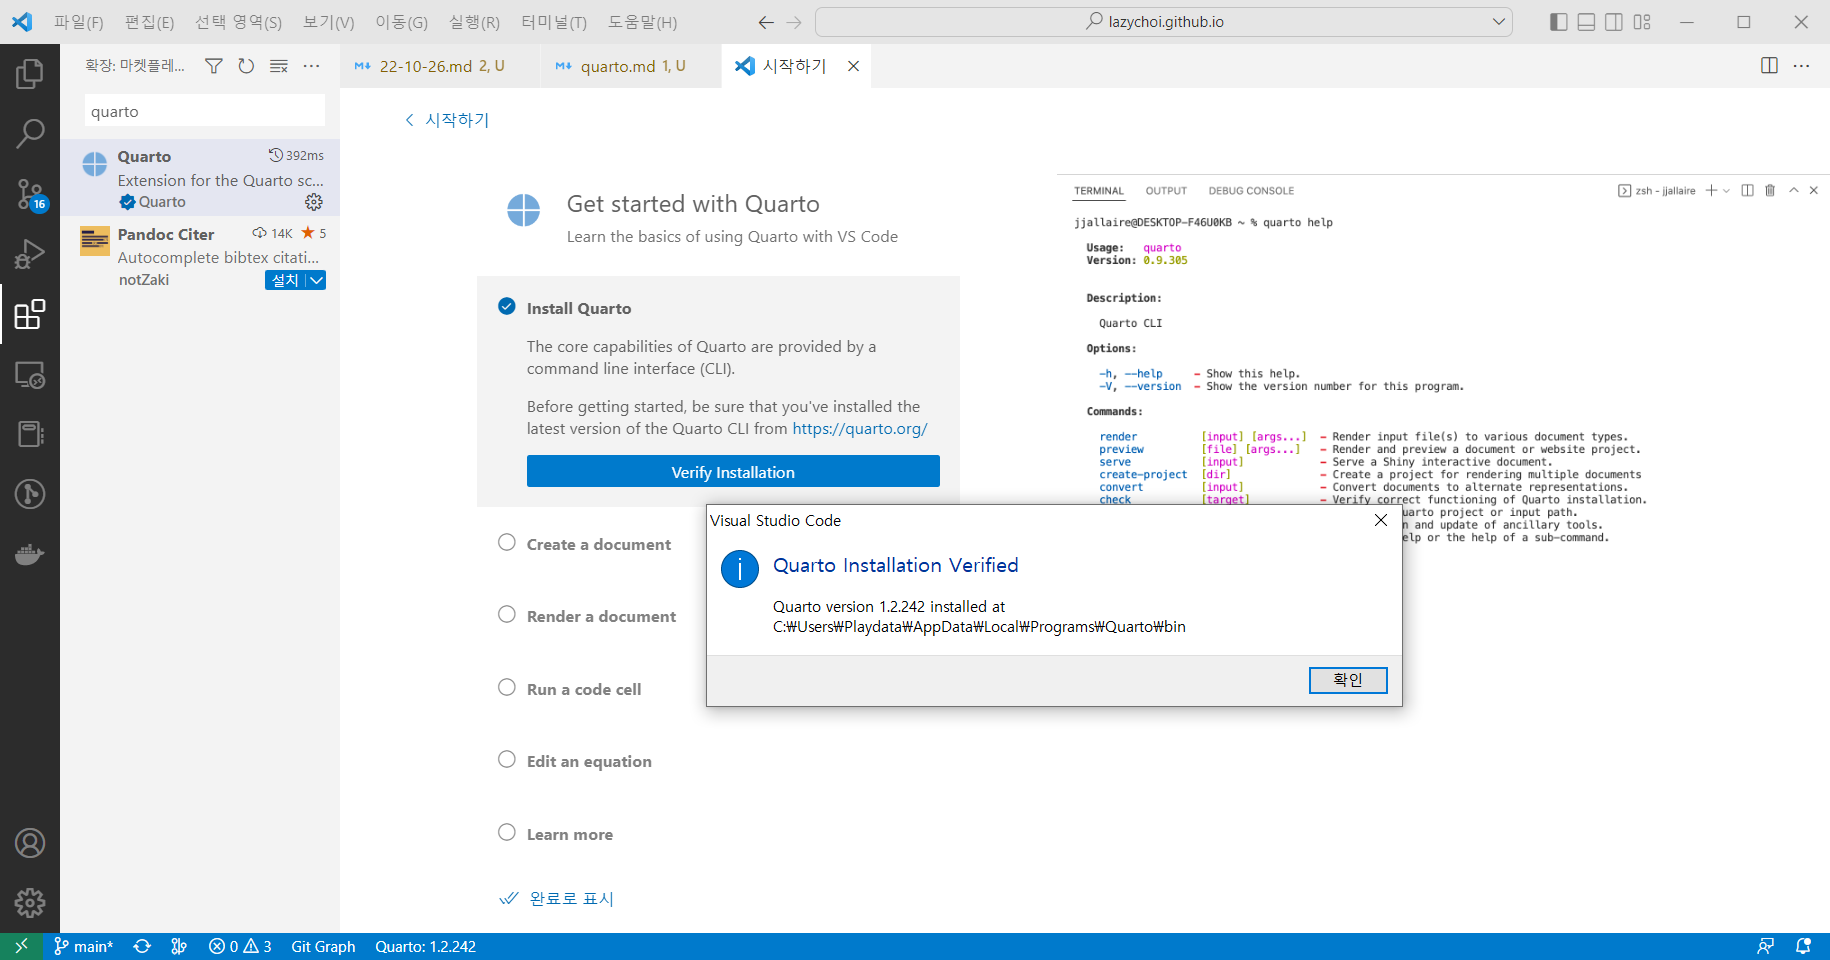 파일(F) 편집(E) 선택 영역(S) 보기(V) 이동(G) 실행(R) 터미널(T) 도움말(H)
lazychoi.github.io
확장: 마켓플레...
22-10-26.md 2, U
quarto.md 1, U
시작하기
quarto
Quarto
392ms
Extension for the Quarto sc...
Quarto
16
Pandoc Citer
14K 5
Autocomplete bibtex citati...
notZaki
설치
시작하기
Get started with Quarto
Learn the basics of using Quarto with VS Code
Install Quarto
The core capabilities of Quarto are provided by a
command line interface (CLI).
Before getting started, be sure that you've installed the
latest version of the Quarto CLI from https://quarto.org/
Verify Installation
Create a document
Render a document
Run a code cell
Edit an equation
Learn more
완료로 표시
TERMINAL OUTPUT DEBUG CONSOLE
zsh - jjallaire
jjallaire@DESKTOP-F46U0KB ~ % quarto help
Usage: quarto
Version: 0.9.305
Description:
Quarto CLI
Options:
-h, --help - Show this help.
-V, --version - Show the version number for this program.
Commands:
render [input] [args...] - Render input file(s) to various document types.
preview [file] [args...] - Render and preview a document or website project.
serve [input] - Serve a Shiny interactive document.
create-project [dir] - Create a project for rendering multiple documents
convert [input] - Convert documents to alternate representations.
check [target] - Verify correct functioning of Quarto installation.
uarto project or input path.
n and update of ancillary tools.
elp or the help of a sub-command.
Visual Studio Code
Quarto Installation Verified
Quarto version 1.2.242 installed at
C:₩Users₩Playdata₩AppData₩Local₩Programs₩Quarto₩bin
확인
main* 0 3 Git Graph Quarto: 1.2.242